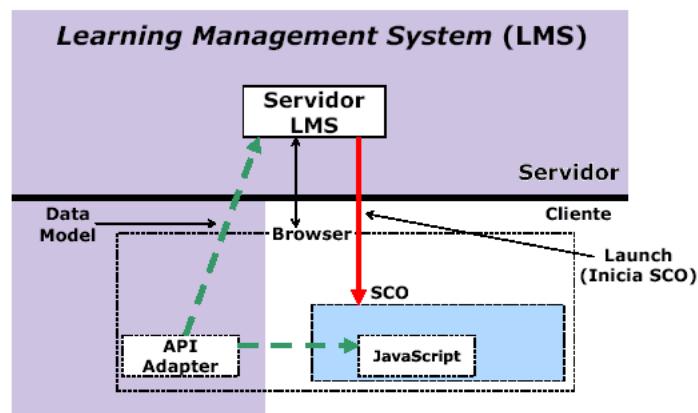 Learning Management System (LMS)
Servidor
LMS
Servidor
Data
Model
Cliente
Browser
Launch
(Inicia SCO)
SCO
API
Adapter
JavaScript